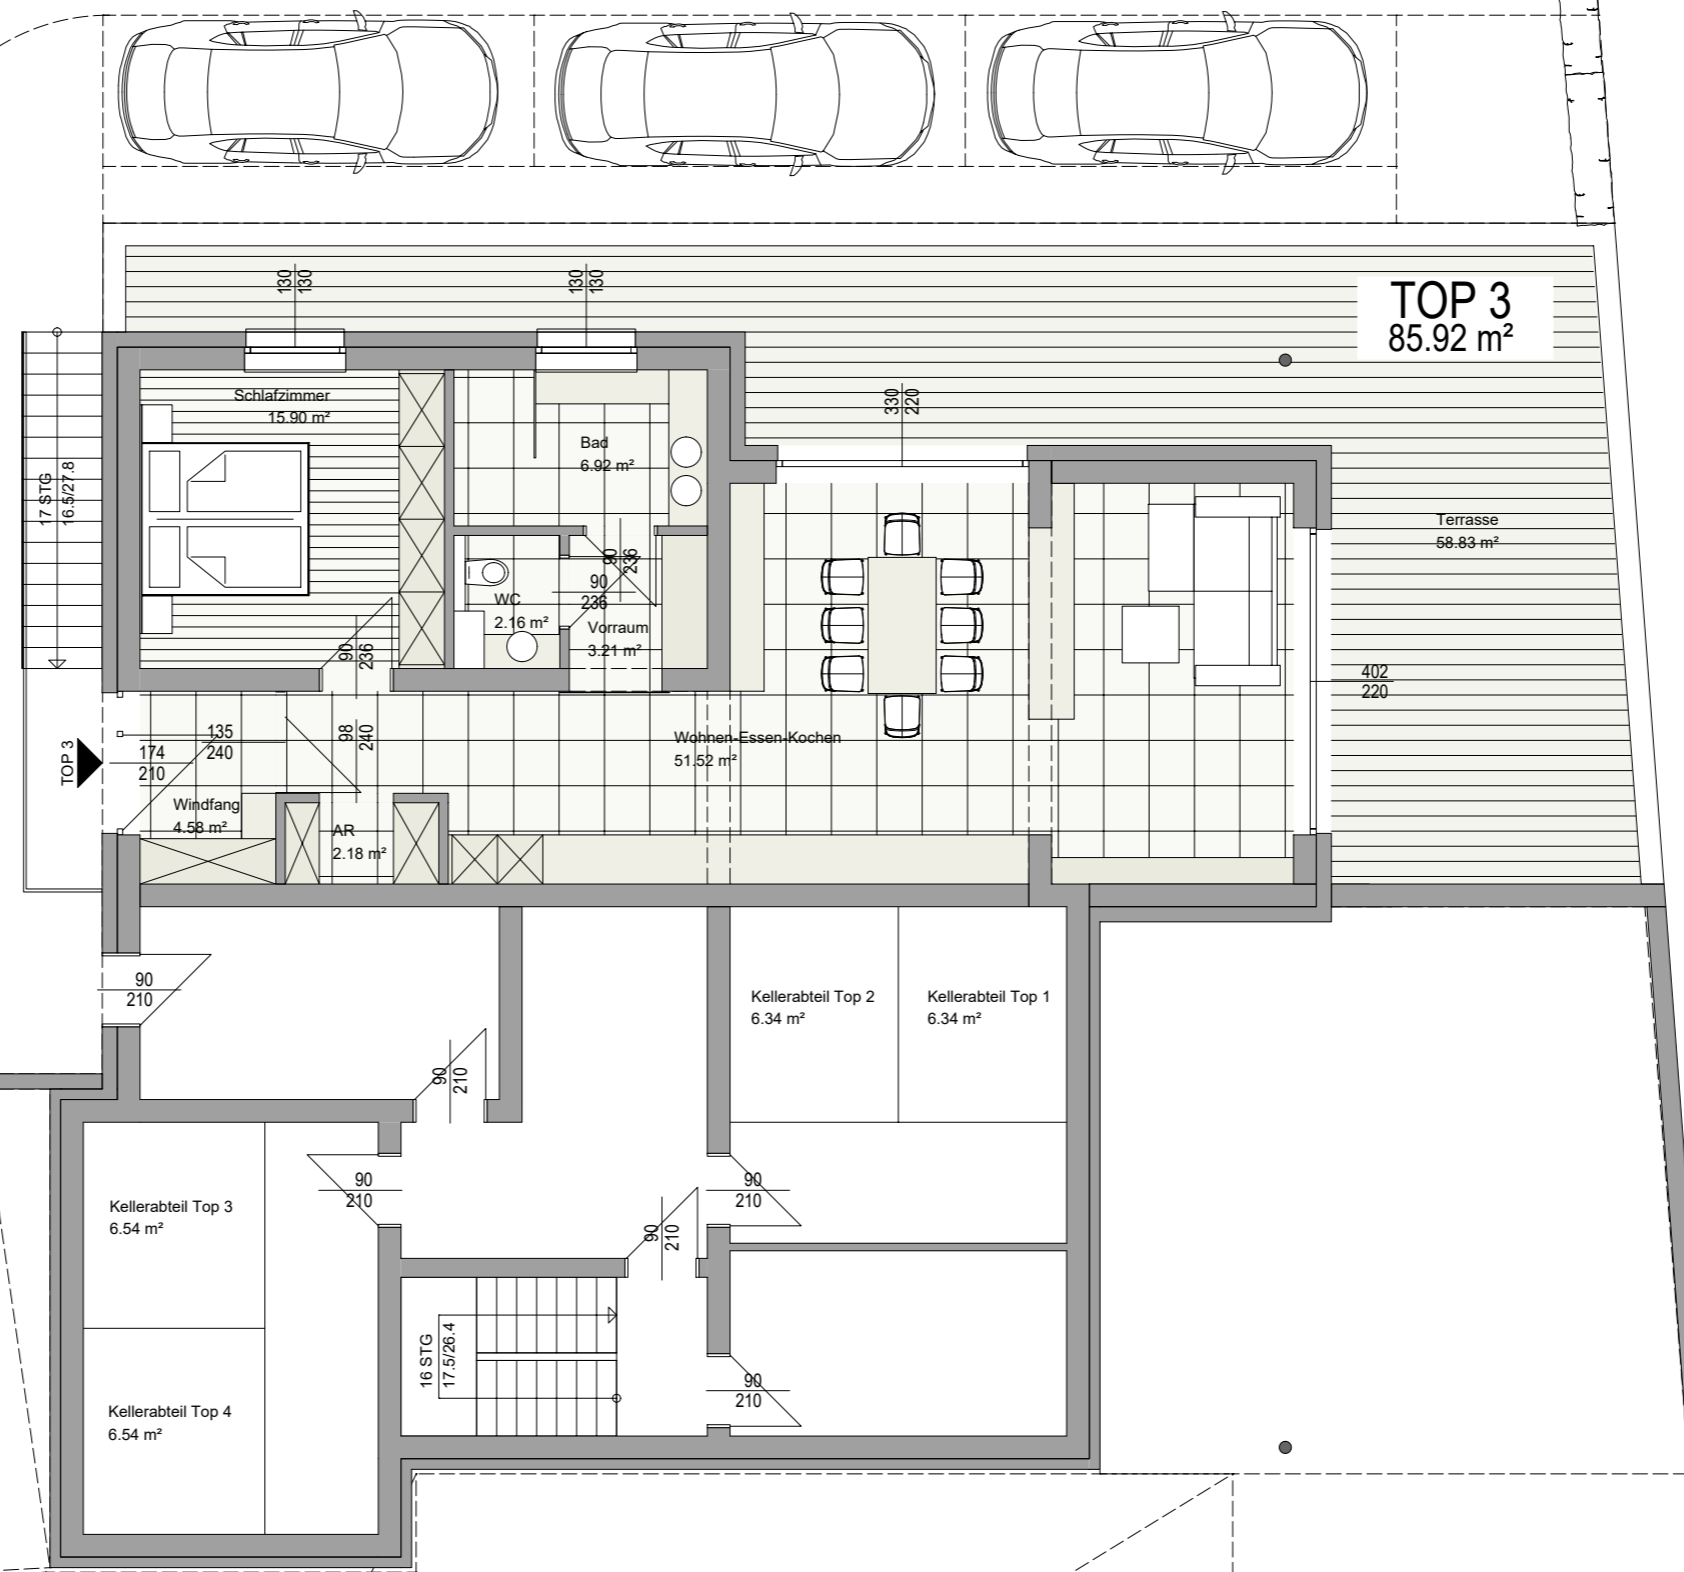 130
130
130
130
TOP 3
85.92 m²
330
220
Schlafzimmer
15.90 m²
Bad
6.92 m²
17 STG
16.5/27.8
Terrasse
58.83 m²
90
236
90
236
WC
2.16 m²
Vorraum
3.21 m²
90
236
402
220
TOP 3
174
210
135
240
98
240
Wohnen-Essen-Kochen
51.52 m²
Windfang
4.58 m²
AR
2.18 m²
90
210
Kellerabteil Top 2
6.34 m²
Kellerabteil Top 1
6.34 m²
90
210
90
210
90
210
Kellerabteil Top 3
6.54 m²
90
210
16 STG
17.5/26.4
90
210
Kellerabteil Top 4
6.54 m²